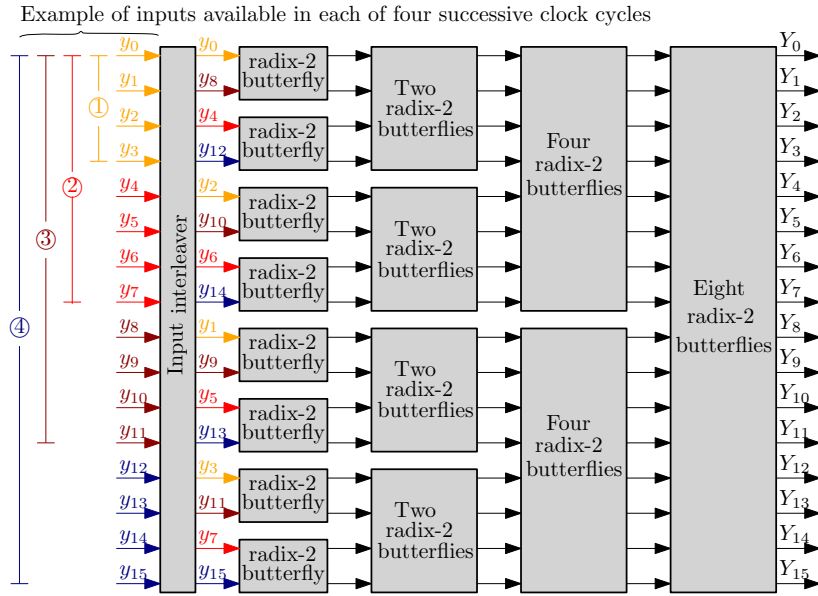 Example of inputs available in each of four successive clock cycles
y0
y1
y2
y3
y4
y5
y6
y7
y8
y9
y10
y11
y12
y13
y14
y15
①
②
③
④
Input interleaver
y0
y8
y4
y12
y2
y10
y6
y14
y1
y9
y5
y13
y3
y11
y7
y15
radix-2
butterfly
radix-2
butterfly
radix-2
butterfly
radix-2
butterfly
radix-2
butterfly
radix-2
butterfly
radix-2
butterfly
radix-2
butterfly
Two
radix-2
butterflies
Two
radix-2
butterflies
Two
radix-2
butterflies
Two
radix-2
butterflies
Four
radix-2
butterflies
Four
radix-2
butterflies
Eight
radix-2
butterflies
Y0
Y1
Y2
Y3
Y4
Y5
Y6
Y7
Y8
Y9
Y10
Y11
Y12
Y13
Y14
Y15